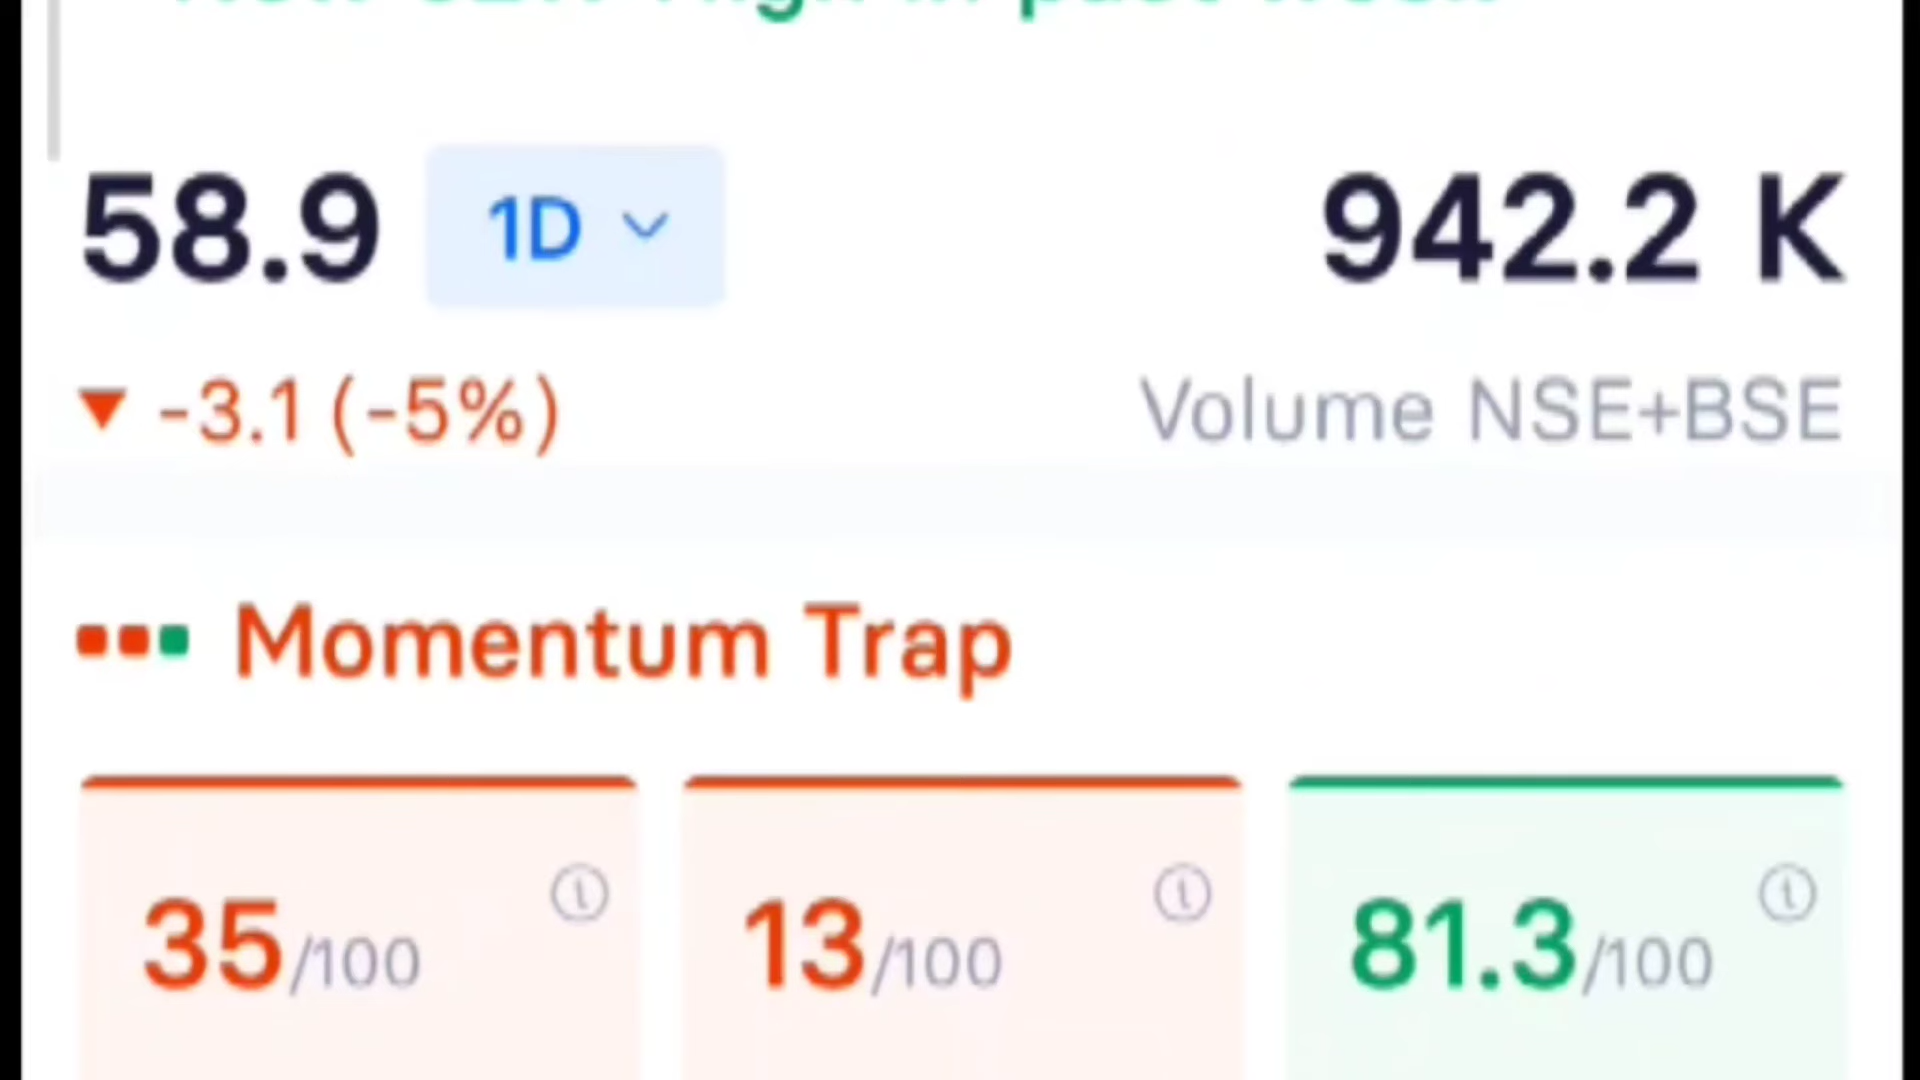 58.9 1D 942.2 K
-3.1 (-5%) Volume NSE+BSE
Momentum Trap
35/100 13/100 81.3/100